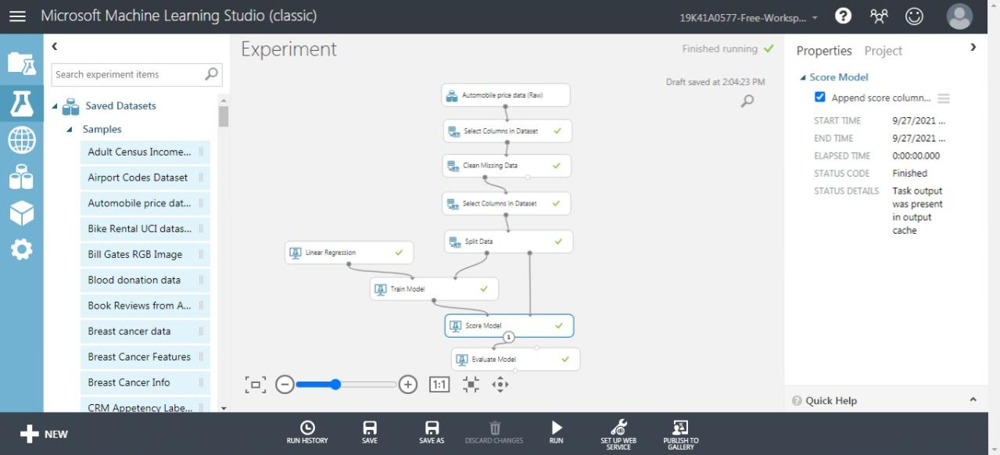 Microsoft Machine Learning Studio (classic)
19K41A0577-Free-Worksp...
Search experiment items
Saved Datasets
Samples
Adult Census Income...
Airport Codes Dataset
Automobile price dat...
Bike Rental UCI datas...
Bill Gates RGB Image
Blood donation data
Book Reviews from A...
Breast cancer data
Breast Cancer Features
Breast Cancer Info
CRM Appetency Labe...
Experiment
Finished running
Draft saved at 2:04:23 PM
Automobile price data (Raw)
Select Columns in Dataset
Clean Missing Data
Select Columns in Dataset
Split Data
Linear Regression
Train Model
Score Model
1
Evaluate Model
1:1
Properties Project
Score Model
Append score column...
START TIME 9/27/2021 ...
END TIME 9/27/2021 ...
ELAPSED TIME 0:00:00.000
STATUS CODE Finished
STATUS DETAILS Task output
was present
in output
cache
? Quick Help
NEW
RUN HISTORY
SAVE
SAVE AS
DISCARD CHANGES
RUN
SET UP WEB
SERVICE
PUBLISH TO
GALLERY